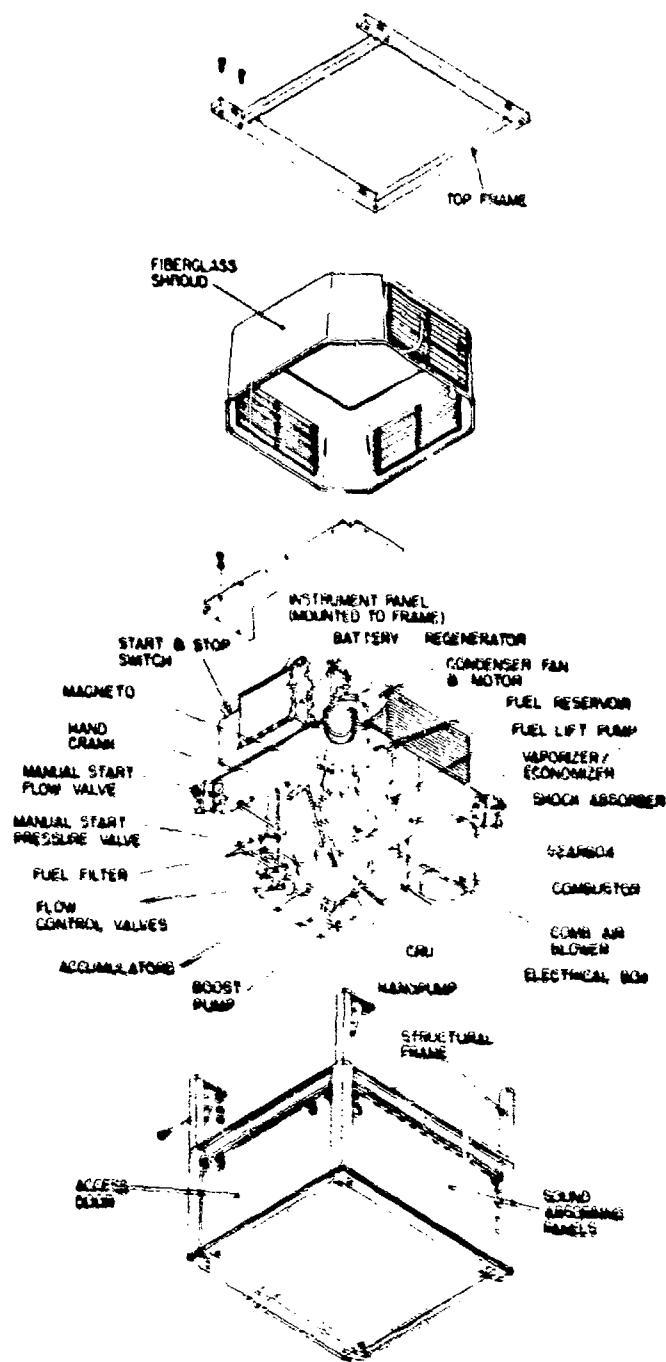 TOP FRAME
FIBERGLASS
SHROUD
INSTRUMENT PANEL
(MOUNTED TO FRAME)
START & STOP
SWITCH
BATTERY
REGENERATOR
CONDENSER FAN
& MOTOR
MAGNETO
FUEL RESERVOIR
HAND
CRANK
FUEL LIFT PUMP
MANUAL START
FLOW VALVE
VAPORIZER/
ECONOMIZER
SHOCK ABSORBER
MANUAL START
PRESSURE VALVE
GEARBOX
FUEL FILTER
COMBUSTOR
FLOW
CONTROL VALVES
COMB AIR
BLOWER
ACCUMULATORS
CRU
ELECTRICAL BOX
BOOST
PUMP
HANDPUMP
STRUCTURAL
FRAME
ACCESS
DOOR
SOUND
ABSORBING
PANELS